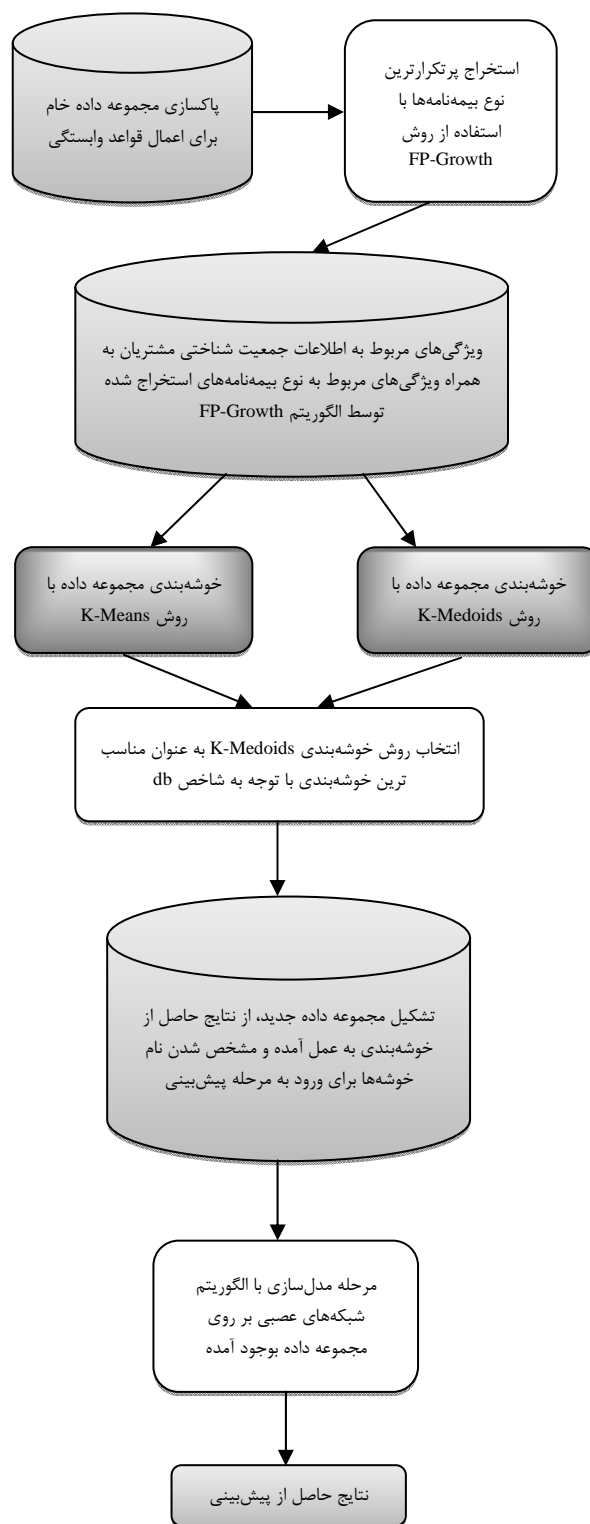 پاکسازی مجموعه داده خام
برای اعمال قواعد وابستگی
استخراج پرتکرارترین
نوع بیمه‌نامه‌ها با
استفاده از روش
FP-Growth
ویژگی‌های مربوط به اطلاعات جمعیت شناختی مشتریان به
همراه ویژگی‌های مربوط به نوع بیمه‌نامه‌های استخراج شده
توسط الگوریتم FP-Growth
خوشه‌بندی مجموعه داده با
روش K-Medoids
خوشه‌بندی مجموعه داده با
روش K-Means
انتخاب روش خوشه‌بندی K-Medoids به عنوان مناسب
ترین خوشه‌بندی با توجه به شاخص db
تشکیل مجموعه داده جدید، از نتایج حاصل از
خوشه‌بندی به عمل آمده و مشخص شدن نام
خوشه‌ها برای ورود به مرحله پیش‌بینی
مرحله مدل‌سازی با الگوریتم
شبکه‌های عصبی بر روی
مجموعه داده بوجود آمده
نتایج حاصل از پیش‌بینی